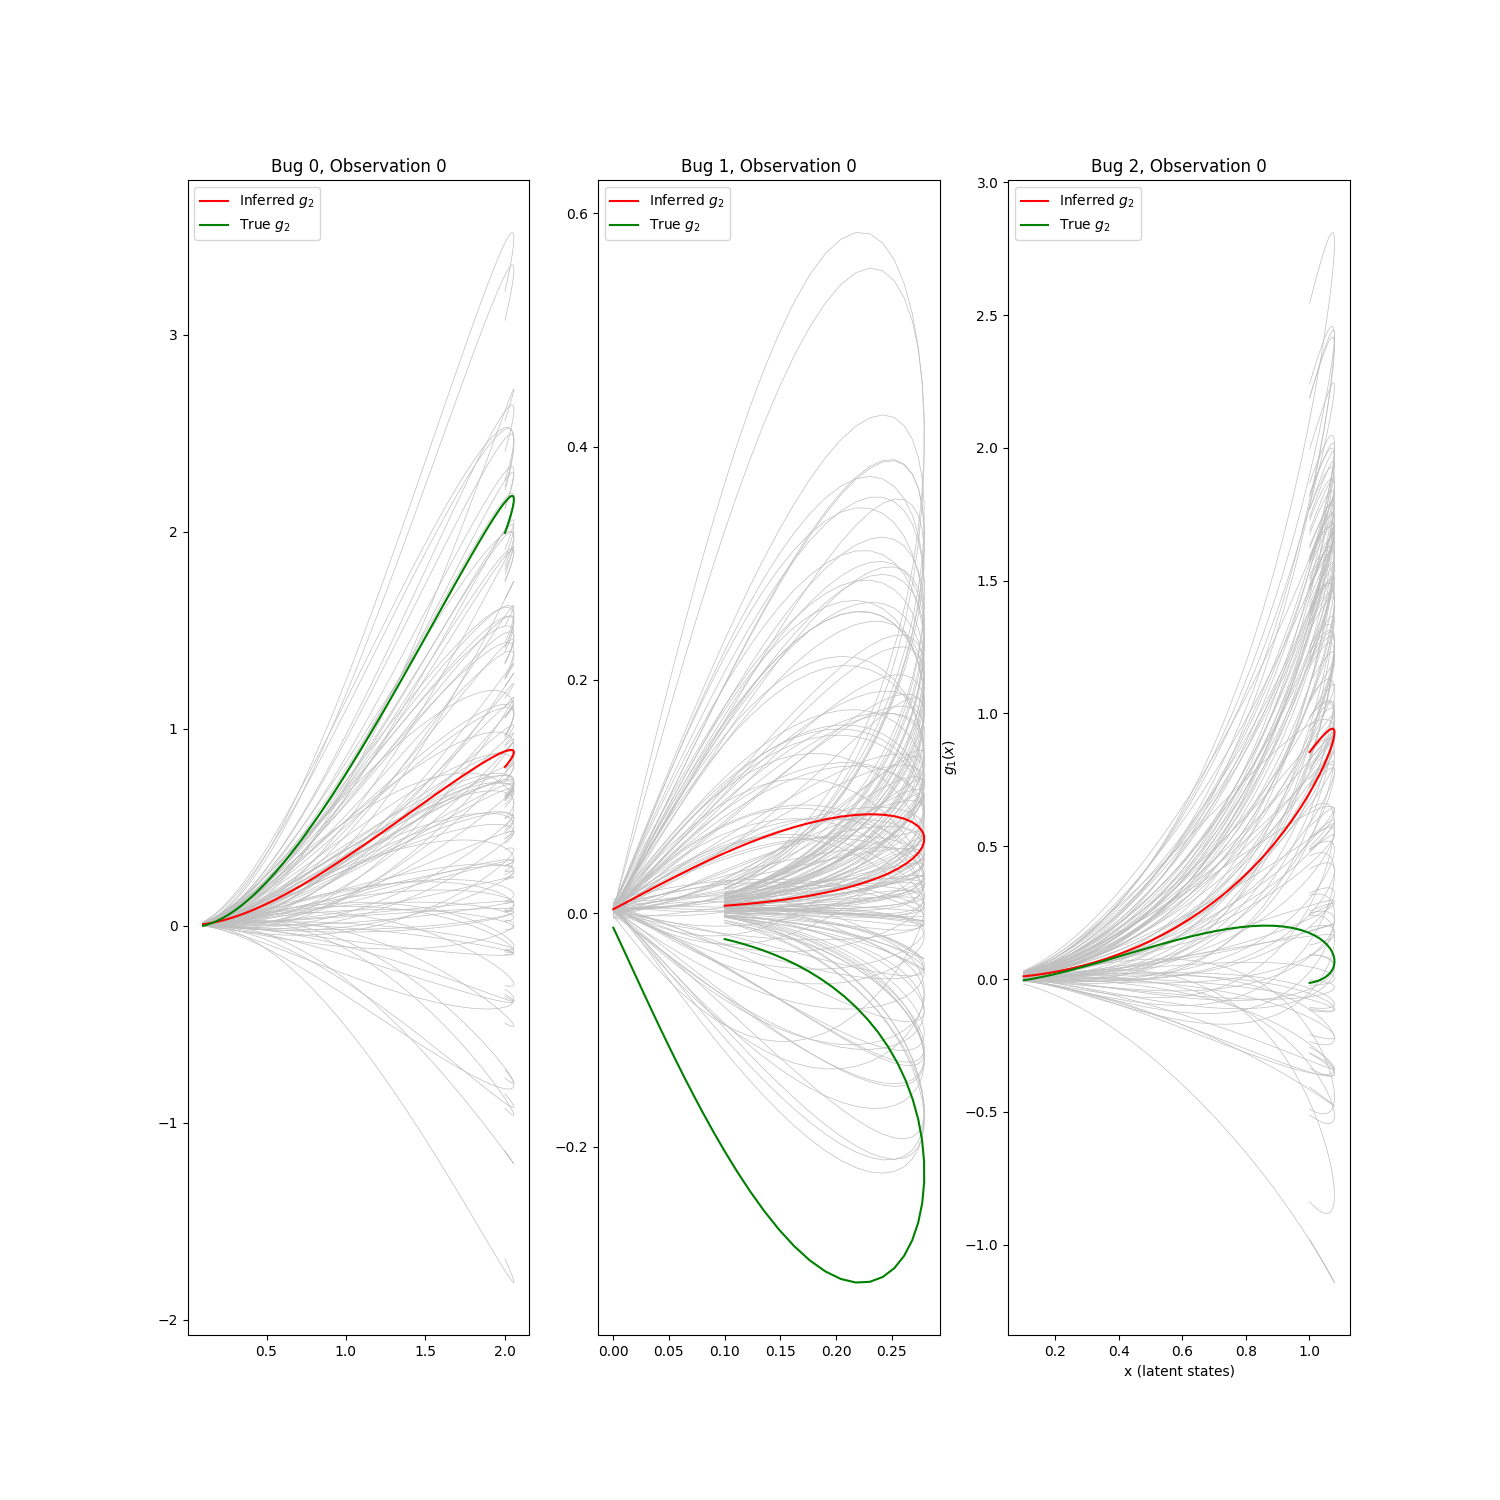 Bug 0, Observation 0
Inferred g₂
True g₂
3
2
1
0
−1
−2
0.5 1.0 1.5 2.0
Bug 1, Observation 0
Inferred g₂
True g₂
0.6
0.4
0.2
0.0
−0.2
0.00 0.05 0.10 0.15 0.20 0.25
Bug 2, Observation 0
Inferred g₂
True g₂
g₁(x)
3.0
2.5
2.0
1.5
1.0
0.5
0.0
−0.5
−1.0
0.2 0.4 0.6 0.8 1.0
x (latent states)